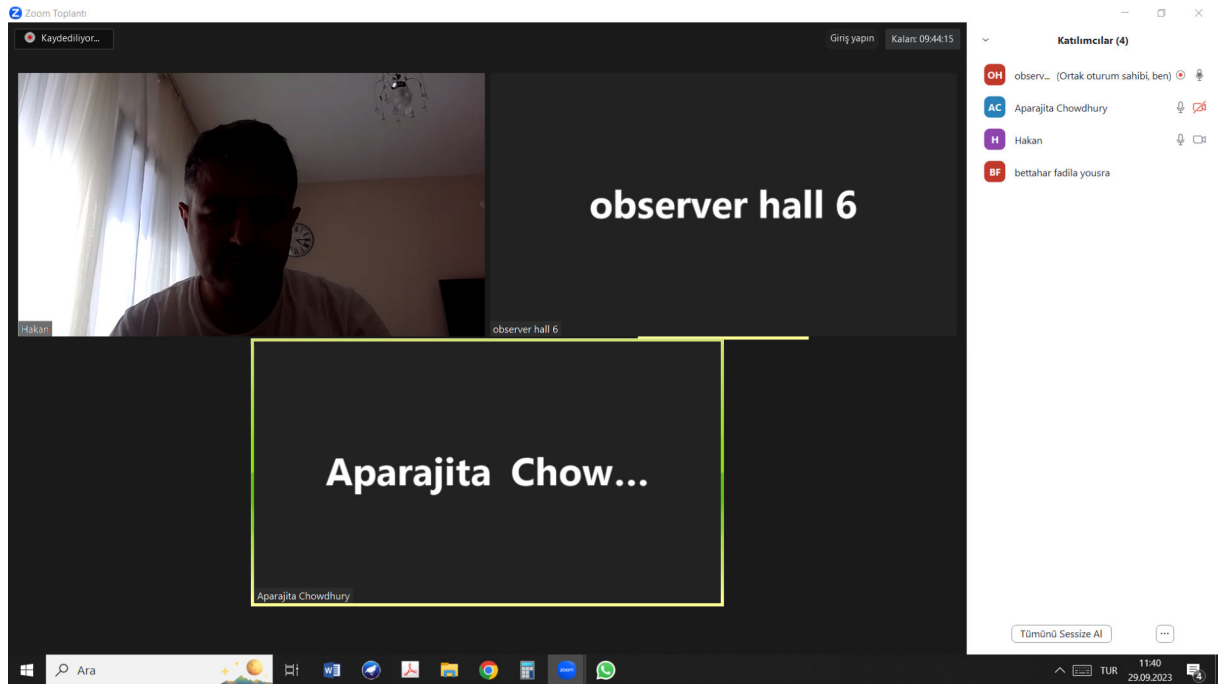 Zoom Toplantı
Kaydediliyor...
Giriş yapın
Kalan: 09:44:15
Katılımcılar (4)
OH observ... (Ortak oturum sahibi, ben)
AC Aparajita Chowdhury
H Hakan
BF bettahar fadila yousra
observer hall 6
Hakan
observer hall 6
Aparajita Chow...
Aparajita Chowdhury
Tümünü Sessize Al
Ara
zoom
TUR
11:40
29.09.2023
4